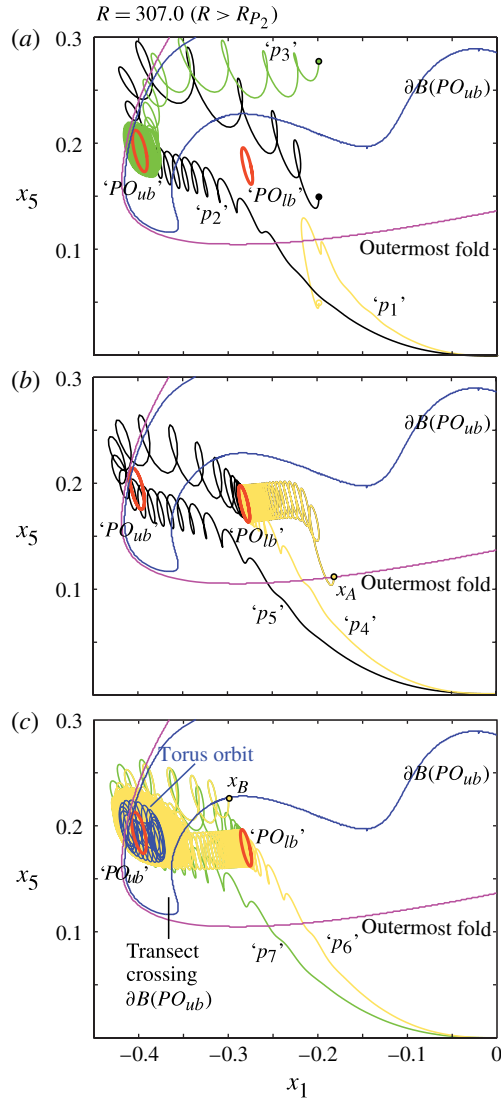 R = 307.0 (R > R_{P_2})
(a)
0.3
0.2
0.1
x_5
'p_3'
∂B(PO_{ub})
'PO_{ub}'
'p_2'
'PO_{lb}'
Outermost fold
'p_1'
(b)
0.3
0.2
0.1
x_5
∂B(PO_{ub})
'PO_{ub}'
'PO_{lb}'
x_A
Outermost fold
'p_5'
'p_4'
(c)
0.3
0.2
0.1
x_5
Torus orbit
x_B
∂B(PO_{ub})
'PO_{ub}'
'PO_{lb}'
Outermost fold
Transect
crossing
∂B(PO_{ub})
'p_7'
'p_6'
−0.4 −0.3 −0.2 −0.1 0
x_1